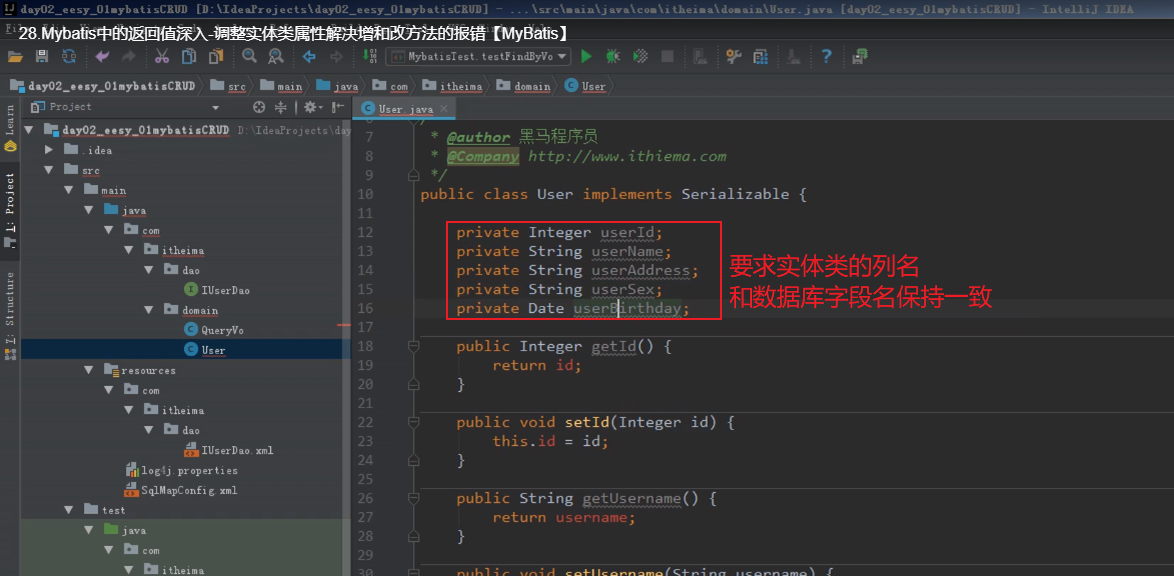 day02_eesy_01mybatisCRUD [D:\IdeaProjects\day02_eesy_01mybatisCRUD] - ...\src\main\java\com\itheima\domain\User.java [day02_eesy_01mybatisCRUD] - IntelliJ IDEA
28.Mybatis中的返回值深入-调整实体类属性解决增和改方法的报错【MyBatis】
MybatisTest.testFindByVo
day02_eesy_01mybatisCRUD src main java com itheima domain User
Project
User.java
Learn
1: Project
7: Structure
day02_eesy_01mybatisCRUD D:\IdeaProjects\day
.idea
src
main
java
com
itheima
dao
IUserDao
domain
QueryVo
User
resources
com
itheima
dao
IUserDao.xml
log4j.properties
SqlMapConfig.xml
test
java
com
itheima
7 * @author 黑马程序员
8 * @Company http://www.ithiema.com
9 */
10 public class User implements Serializable {
11
12 private Integer userId;
13 private String userName;
14 private String userAddress;
15 private String userSex;
16 private Date userBirthday;
17
18 public Integer getId() {
19 return id;
20 }
21
22 public void setId(Integer id) {
23 this.id = id;
24 }
25
26 public String getUsername() {
27 return username;
28 }
29
30 public void setUsername(String username) {
要求实体类的列名
和数据库字段名保持一致